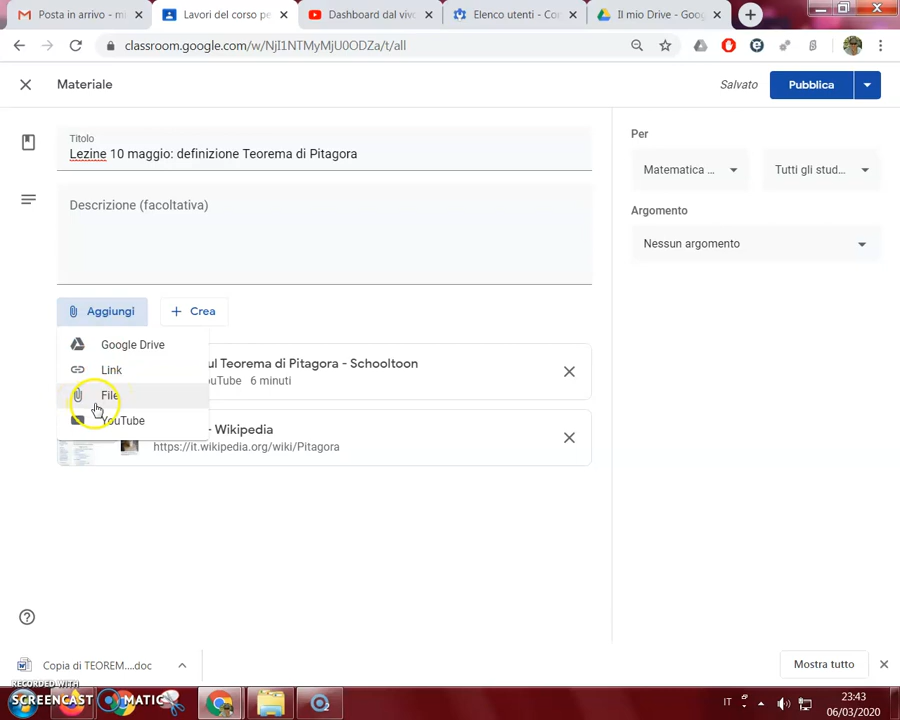 Posta in arrivo - m
Lavori del corso pe
Dashboard dal vivo
Elenco utenti - Con
Il mio Drive - Goog
classroom.google.com/w/NjI1NTMyMjU0ODZa/t/all
Materiale
Salvato
Pubblica
Titolo
Lezine 10 maggio: definizione Teorema di Pitagora
Descrizione (facoltativa)
Per
Matematica ...
Tutti gli stud...
Argomento
Nessun argomento
Aggiungi
Crea
Google Drive
Link
File
YouTube
ul Teorema di Pitagora - Schooltoon
ouTube 6 minuti
- Wikipedia
https://it.wikipedia.org/wiki/Pitagora
Copia di TEOREM....doc
Mostra tutto
RECORDED WITH
SCREENCAST MATIC
IT
23:43
06/03/2020